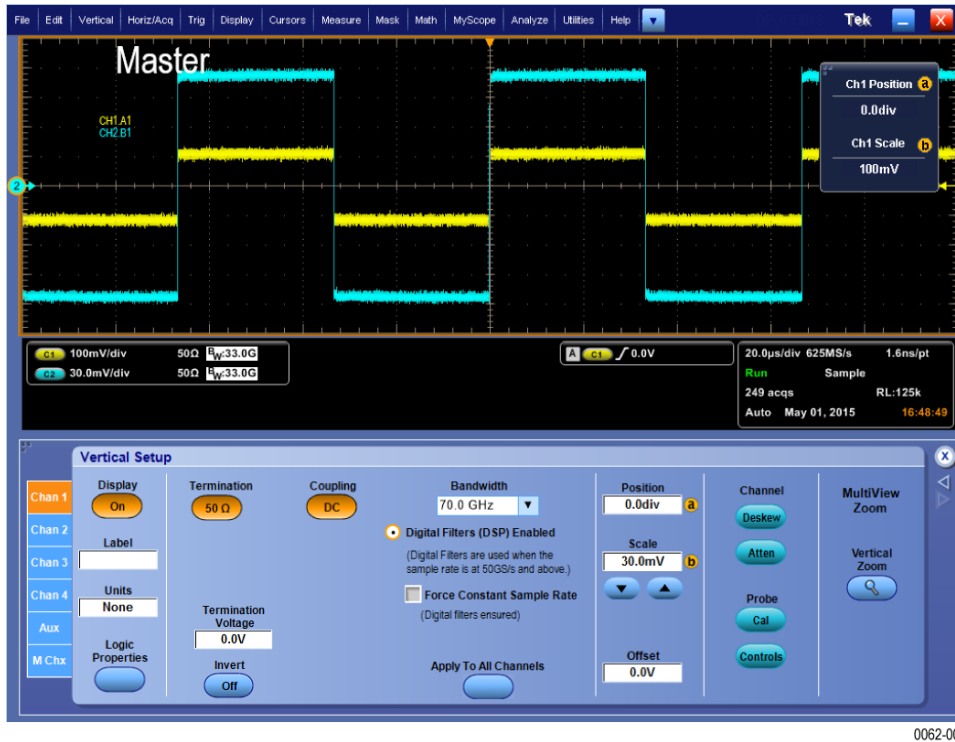 File Edit Vertical Horiz/Acq Trig Display Cursors Measure Mask Math MyScope Analyze Utilities Help Tek X
Master
CH1.A1
CH2.B1
Ch1 Position a
0.0div
Ch1 Scale b
100mV
2
C1 100mV/div 50Ω BW:33.0G
C2 30.0mV/div 50Ω BW:33.0G
A C1 / 0.0V
20.0µs/div 625MS/s 1.6ns/pt
Run Sample
249 acqs RL:125k
Auto May 01, 2015 16:48:49
Vertical Setup
X
Chan 1
Chan 2
Chan 3
Chan 4
Aux
M Chx
Display
On
Label
Units
None
Logic
Properties
Termination
50 Ω
Termination
Voltage
0.0V
Invert
Off
Coupling
DC
Bandwidth
70.0 GHz
Digital Filters (DSP) Enabled
(Digital Filters are used when the
sample rate is at 50GS/s and above.)
Force Constant Sample Rate
(Digital filters ensured)
Apply To All Channels
Position
0.0div a
Scale
30.0mV b
Offset
0.0V
Channel
Deskew
Atten
Probe
Cal
Controls
MultiView
Zoom
Vertical
Zoom